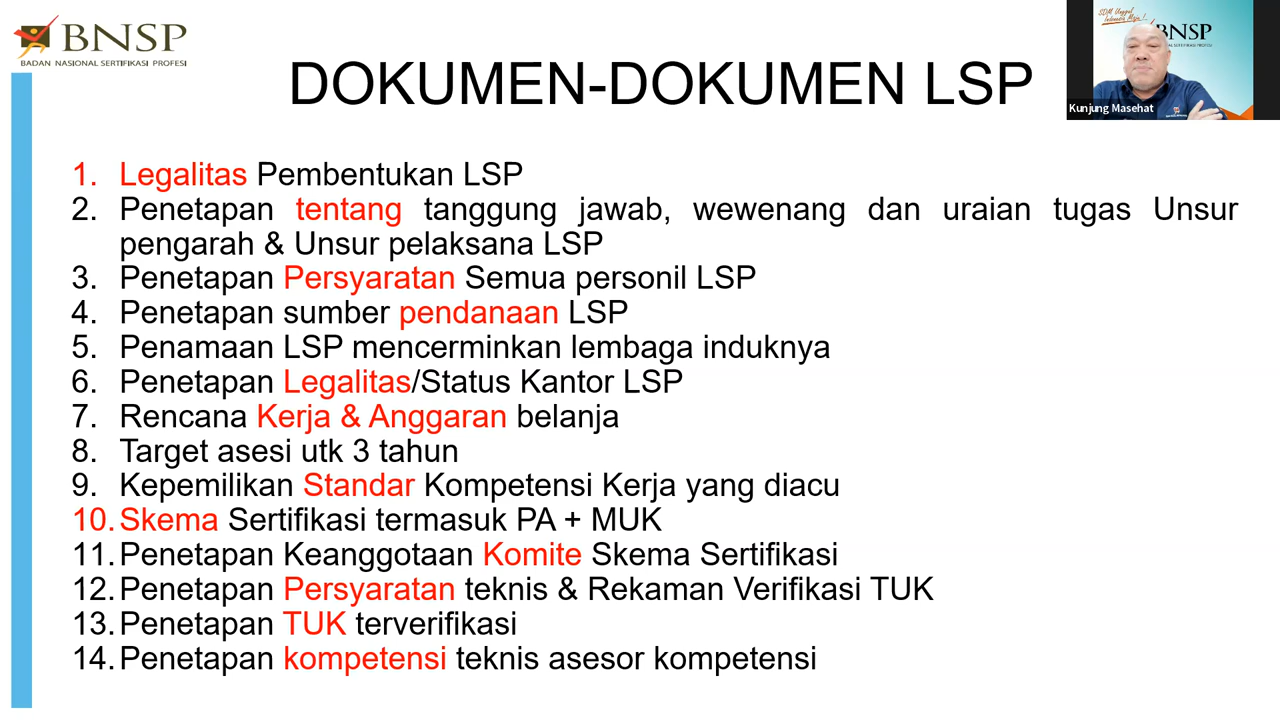 BNSP
BADAN NASIONAL SERTIFIKASI PROFESI
DOKUMEN-DOKUMEN LSP
SDM Unggul
Indonesia Maju!
BNSP
Kunjung Masehat
1. Legalitas Pembentukan LSP
2. Penetapan tentang tanggung jawab, wewenang dan uraian tugas Unsur
pengarah & Unsur pelaksana LSP
3. Penetapan Persyaratan Semua personil LSP
4. Penetapan sumber pendanaan LSP
5. Penamaan LSP mencerminkan lembaga induknya
6. Penetapan Legalitas/Status Kantor LSP
7. Rencana Kerja & Anggaran belanja
8. Target asesi utk 3 tahun
9. Kepemilikan Standar Kompetensi Kerja yang diacu
10. Skema Sertifikasi termasuk PA + MUK
11. Penetapan Keanggotaan Komite Skema Sertifikasi
12. Penetapan Persyaratan teknis & Rekaman Verifikasi TUK
13. Penetapan TUK terverifikasi
14. Penetapan kompetensi teknis asesor kompetensi